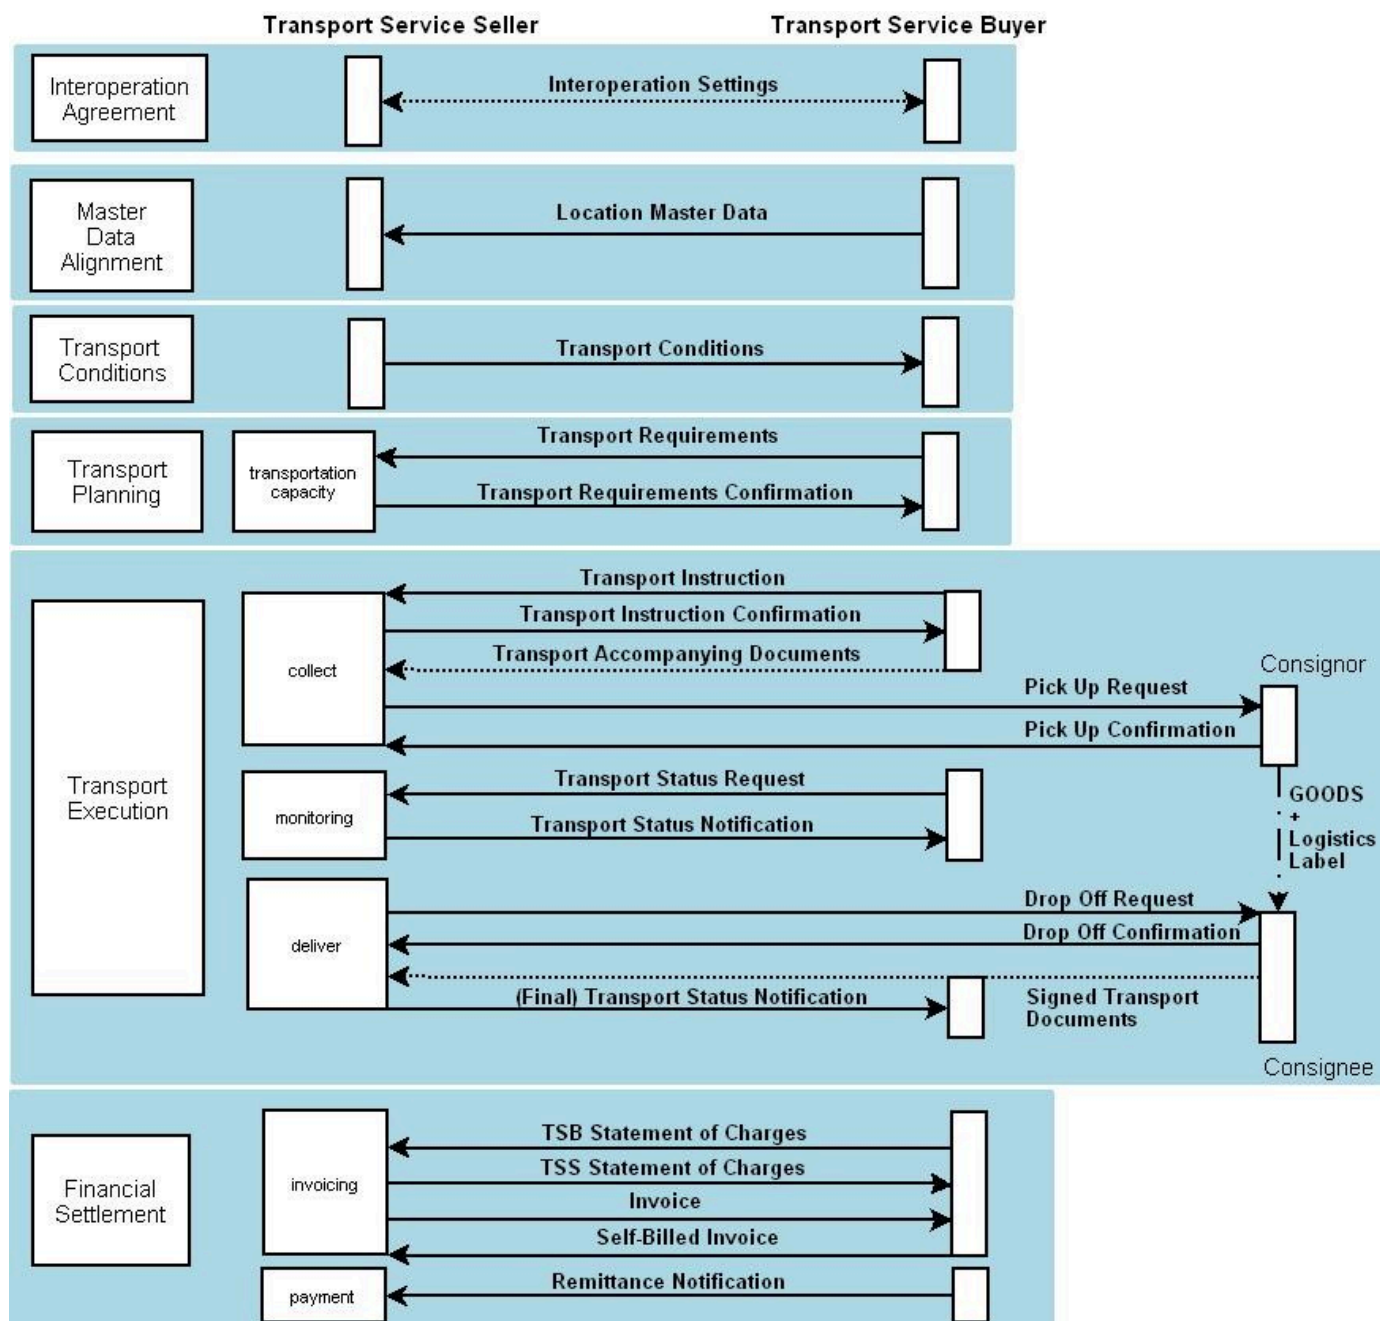 Transport Service Seller
Transport Service Buyer
Interoperation
Agreement
Interoperation Settings
Master
Data
Alignment
Location Master Data
Transport
Conditions
Transport Conditions
Transport
Planning
transportation
capacity
Transport Requirements
Transport Requirements Confirmation
Transport
Execution
collect
Transport Instruction
Transport Instruction Confirmation
Transport Accompanying Documents
Consignor
Pick Up Request
Pick Up Confirmation
monitoring
Transport Status Request
Transport Status Notification
GOODS
+
Logistics
Label
deliver
Drop Off Request
Drop Off Confirmation
(Final) Transport Status Notification
Signed Transport
Documents
Consignee
Financial
Settlement
invoicing
TSB Statement of Charges
TSS Statement of Charges
Invoice
Self-Billed Invoice
payment
Remittance Notification